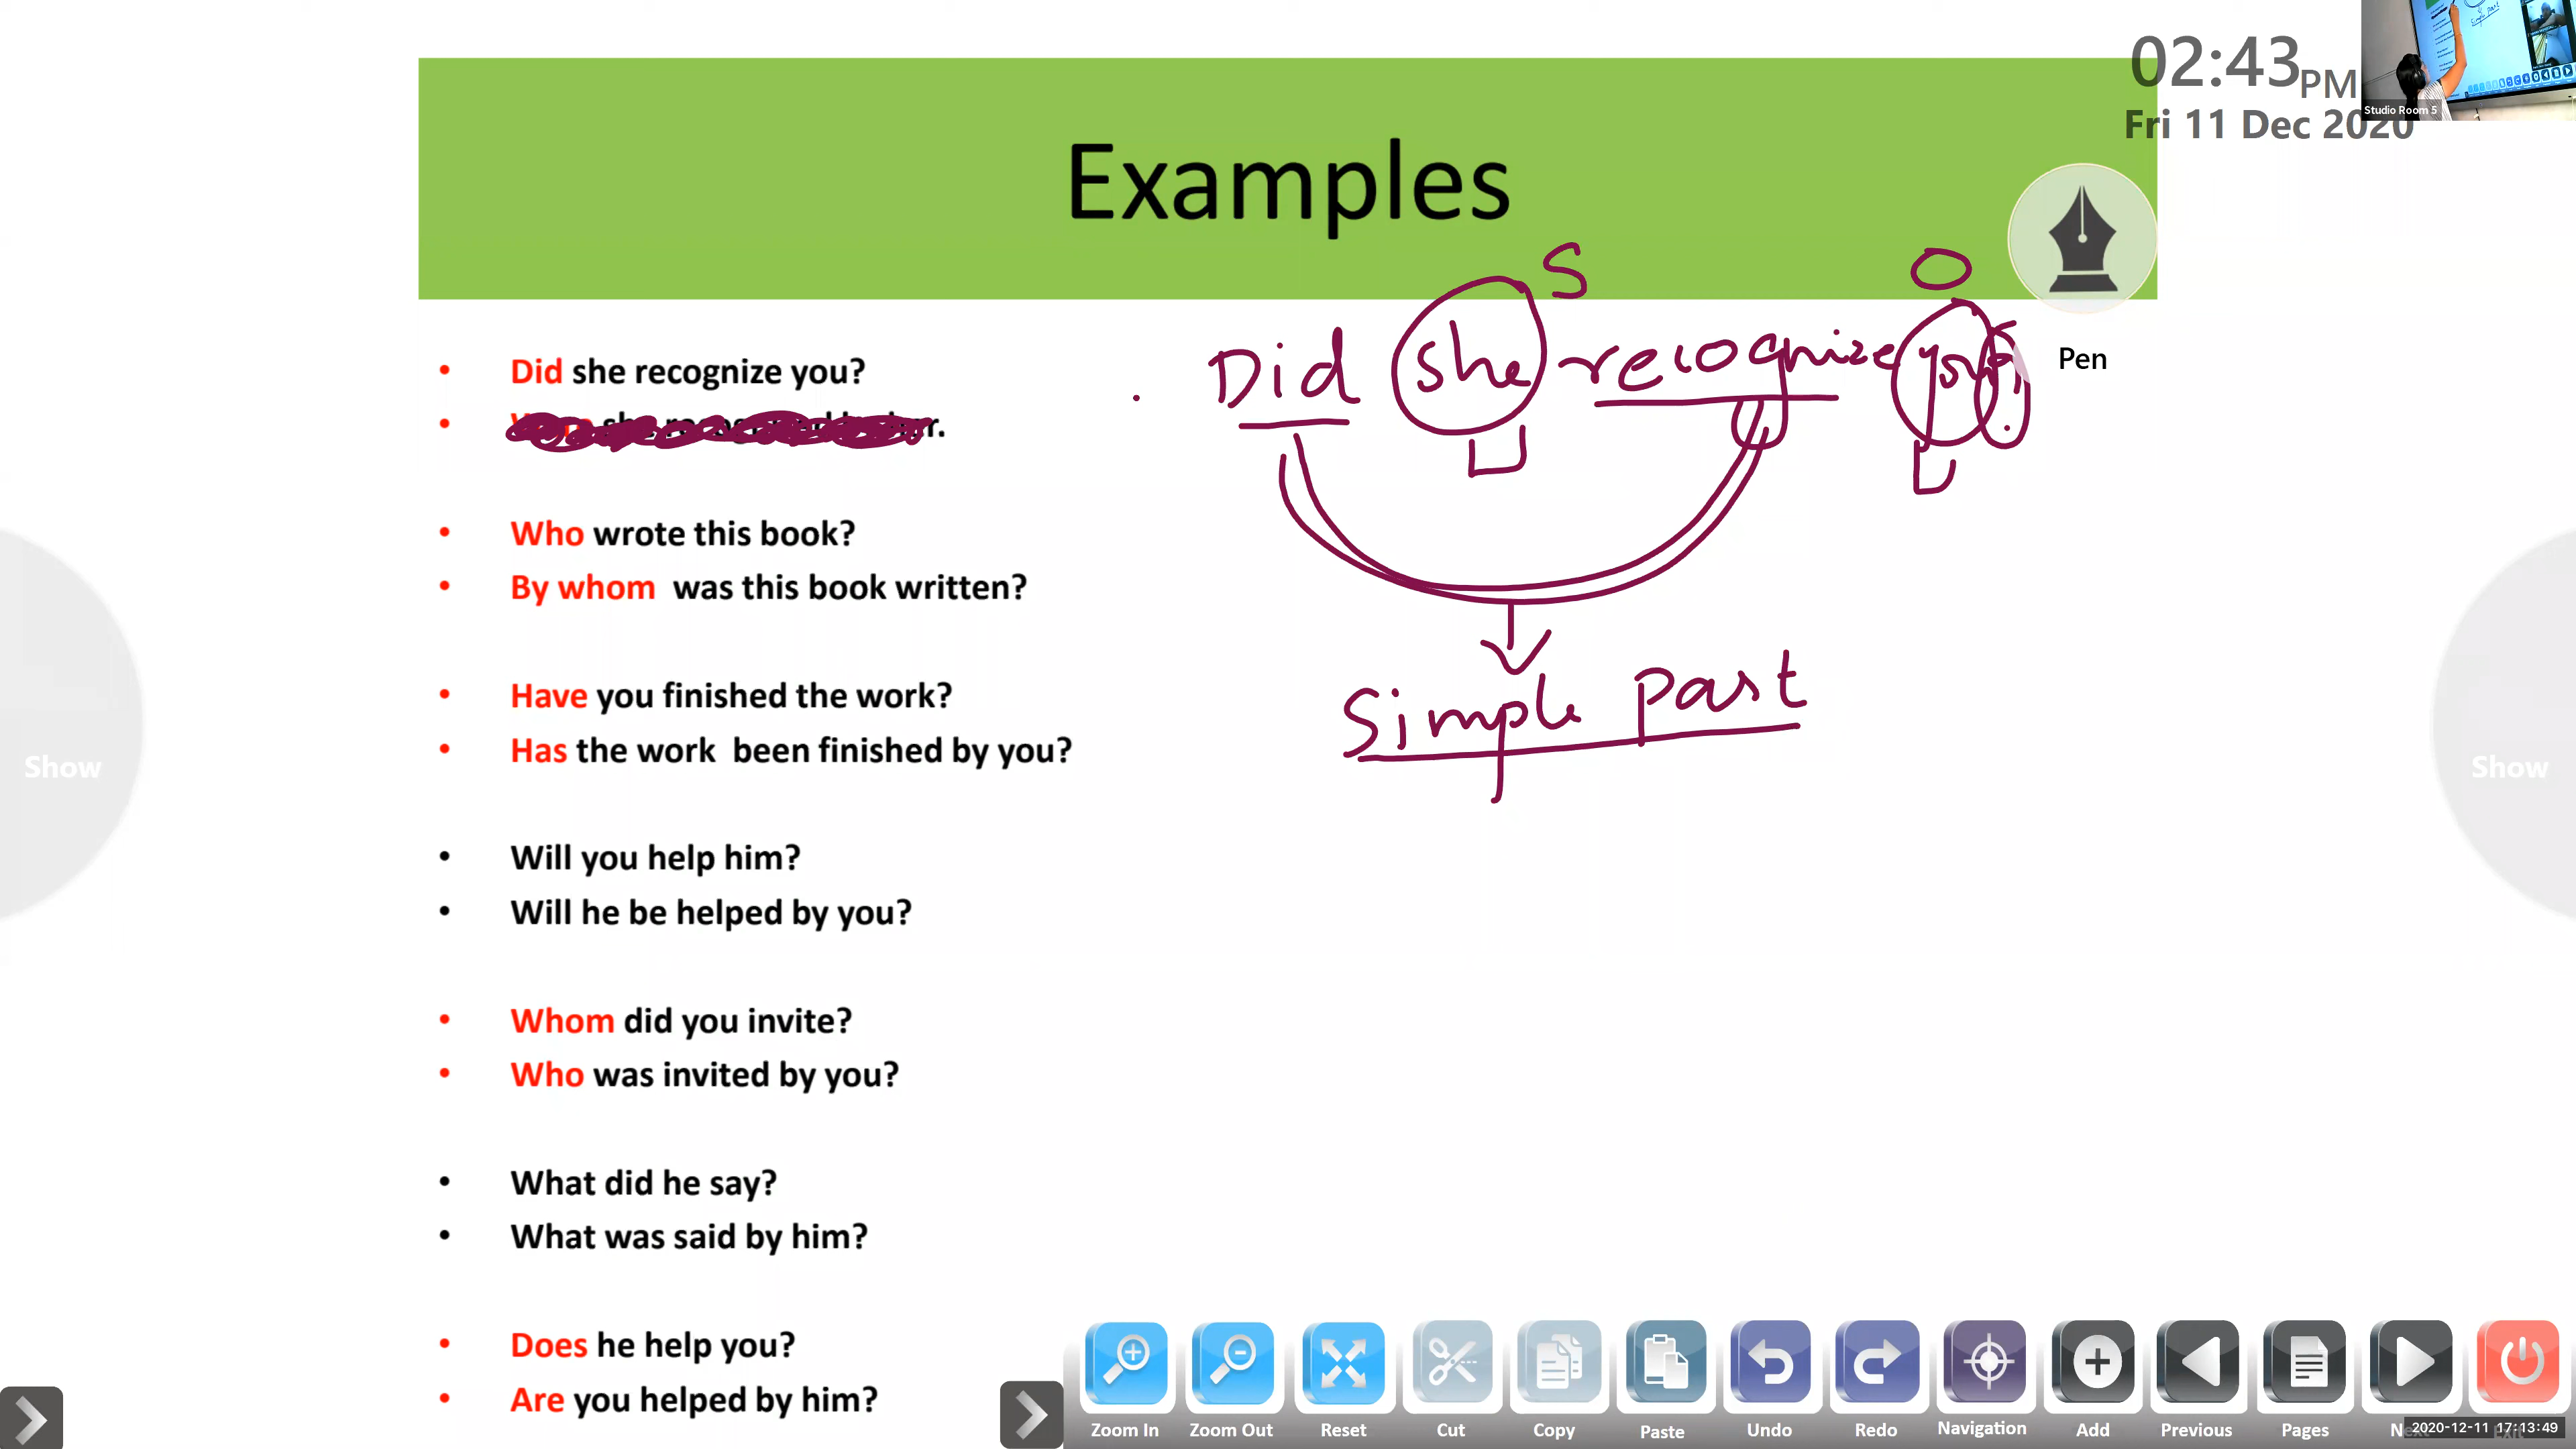 02:43 PM
Fri 11 Dec 2020
Studio Room 5
Examples
S O
Did she recognize you?
Pen
• Did she recognize you?
• she
• Who wrote this book?
• By whom was this book written?
• Have you finished the work?
• Has the work been finished by you?
Simple past
Show
Show
• Will you help him?
• Will he be helped by you?
• Whom did you invite?
• Who was invited by you?
• What did he say?
• What was said by him?
• Does he help you?
• Are you helped by him?
Zoom In Zoom Out Reset Cut Copy Paste Undo Redo Navigation Add Previous Pages
2020-12-11 17:13:49